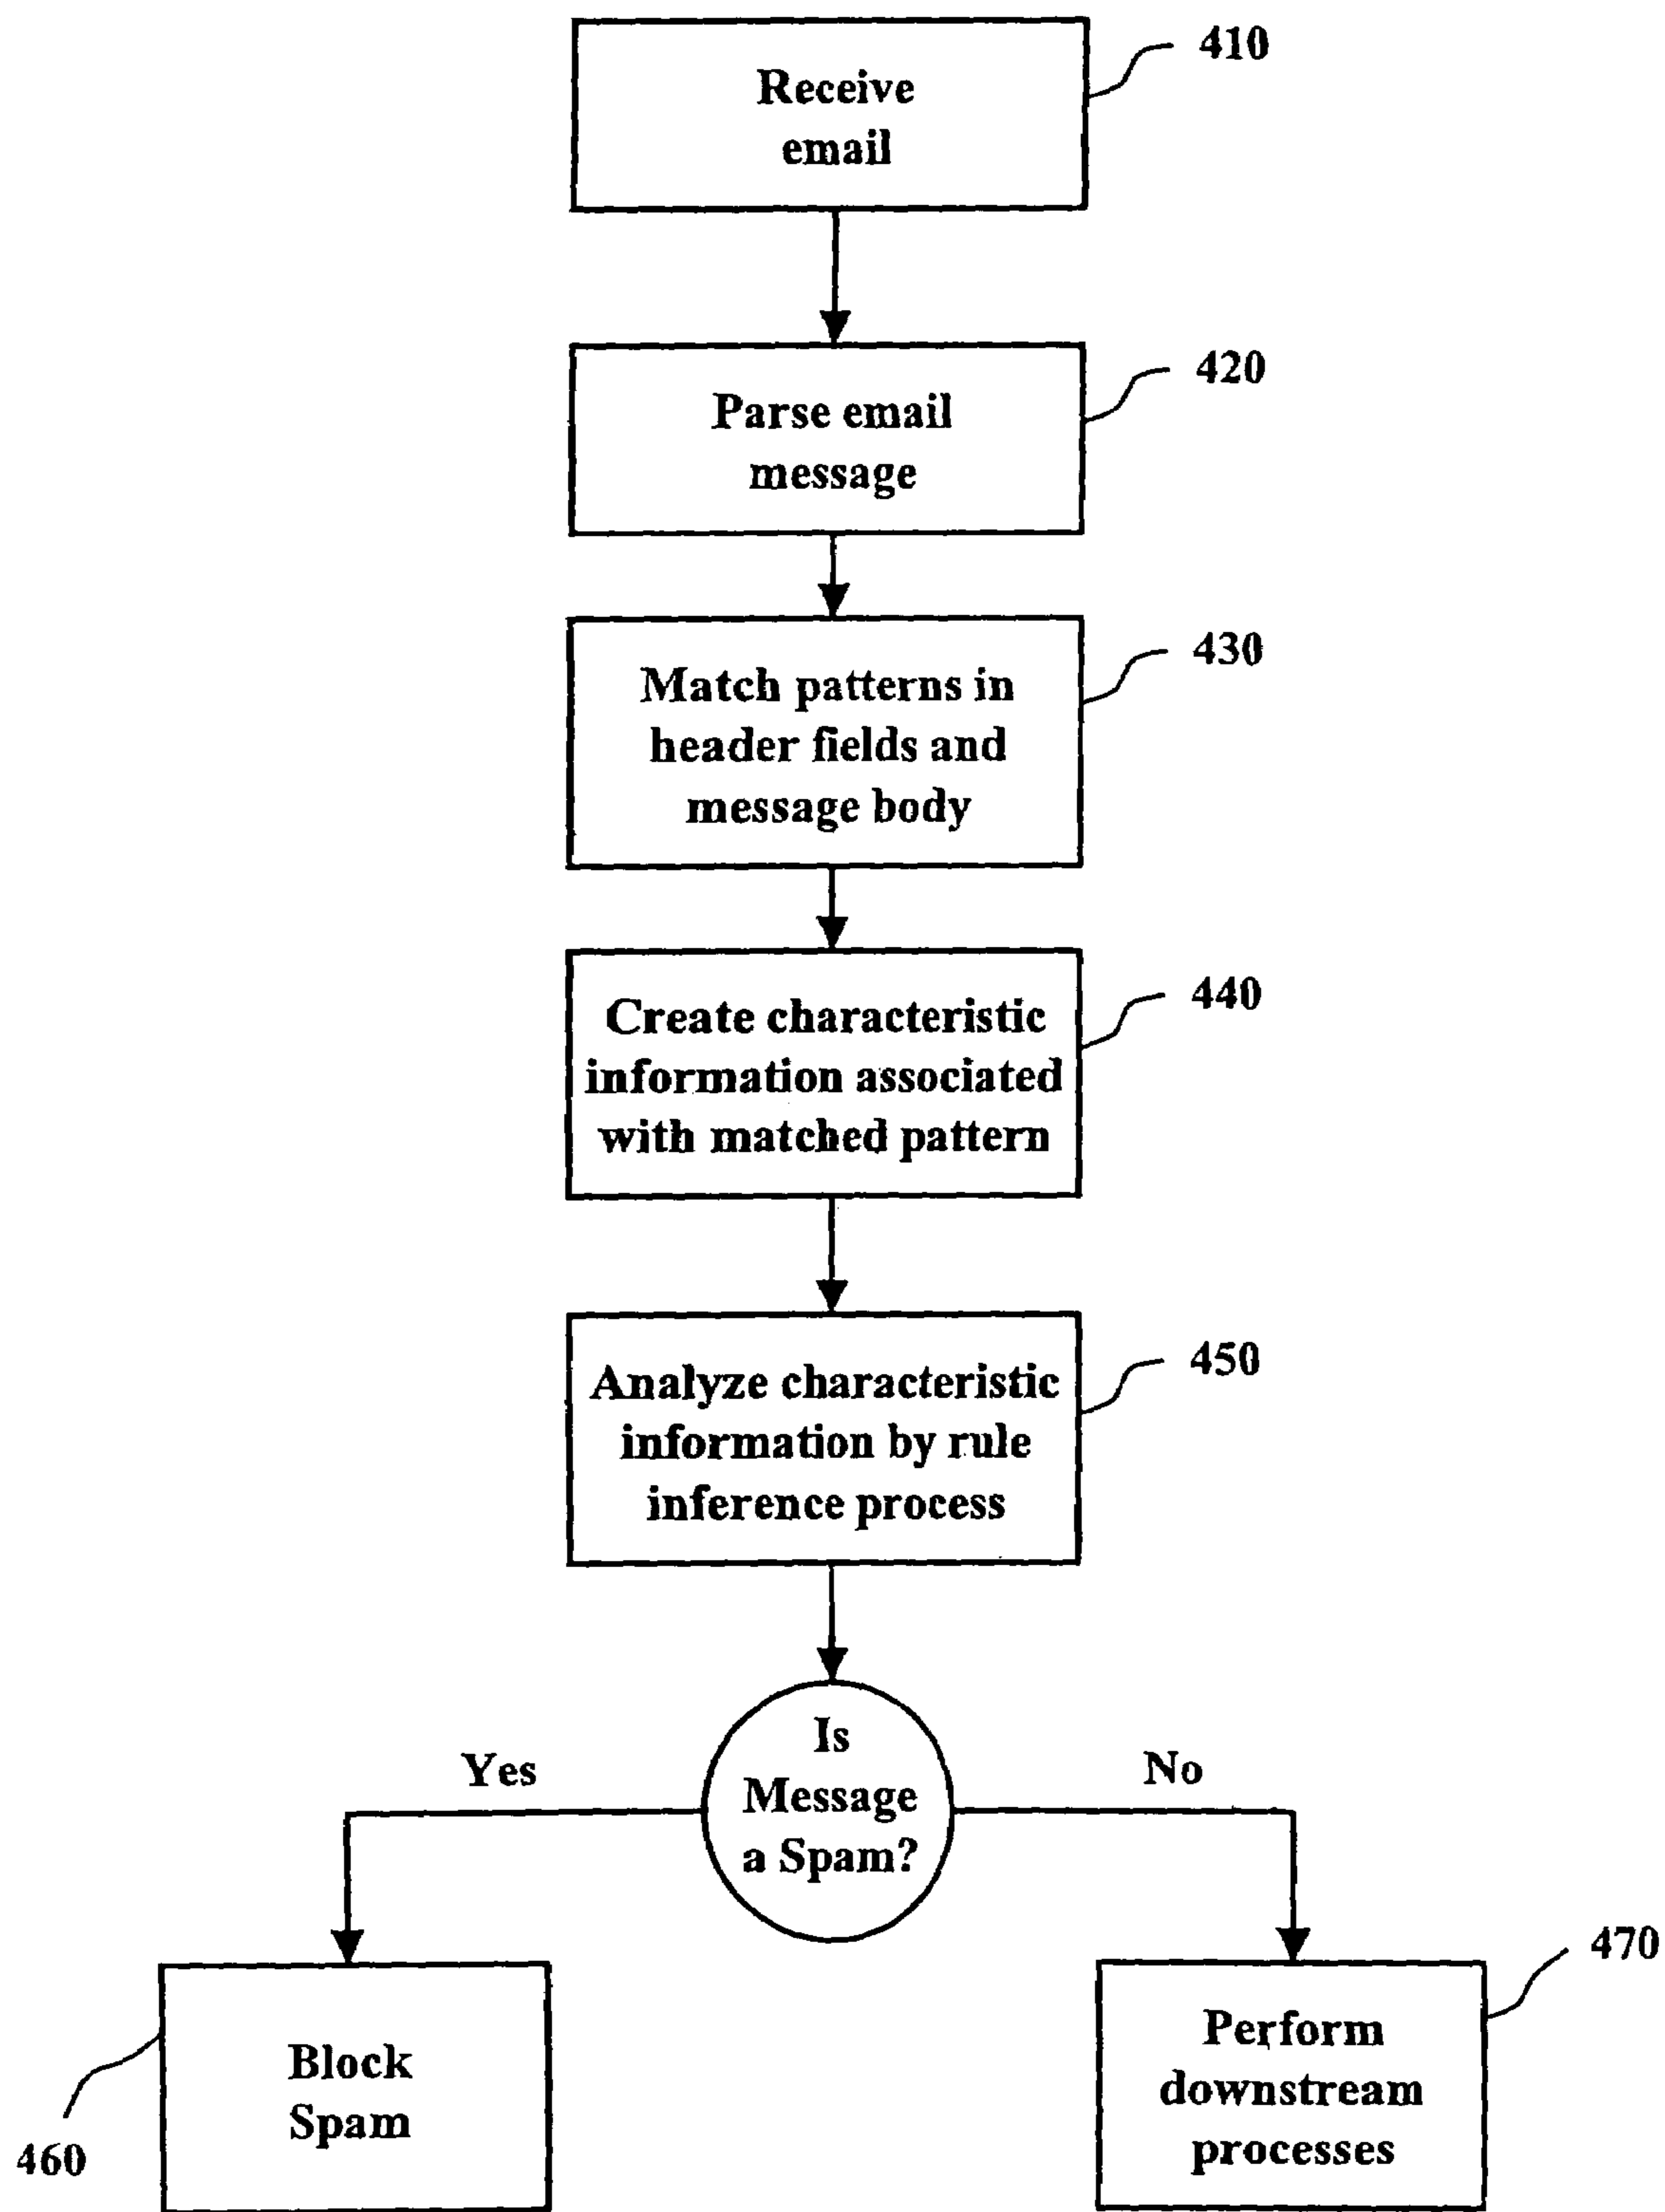 Receive
email
410
Parse email
message
420
Match patterns in
header fields and
message body
430
Create characteristic
information associated
with matched pattern
440
Analyze characteristic
information by rule
inference process
450
Is
Message
a Spam?
Yes
No
Block
Spam
460
Perform
downstream
processes
470